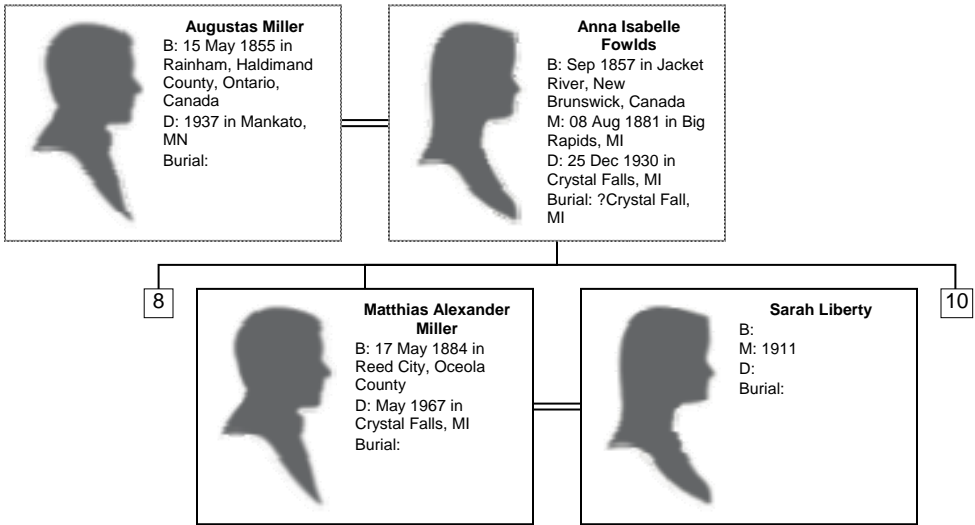 Augustas Miller
B: 15 May 1855 in
Rainham, Haldimand
County, Ontario,
Canada
D: 1937 in Mankato,
MN
Burial:
Anna Isabelle
Fowlds
B: Sep 1857 in Jacket
River, New
Brunswick, Canada
M: 08 Aug 1881 in Big
Rapids, MI
D: 25 Dec 1930 in
Crystal Falls, MI
Burial: ?Crystal Fall,
MI
8
Matthias Alexander
Miller
B: 17 May 1884 in
Reed City, Oceola
County
D: May 1967 in
Crystal Falls, MI
Burial:
Sarah Liberty
B:
M: 1911
D:
Burial:
10